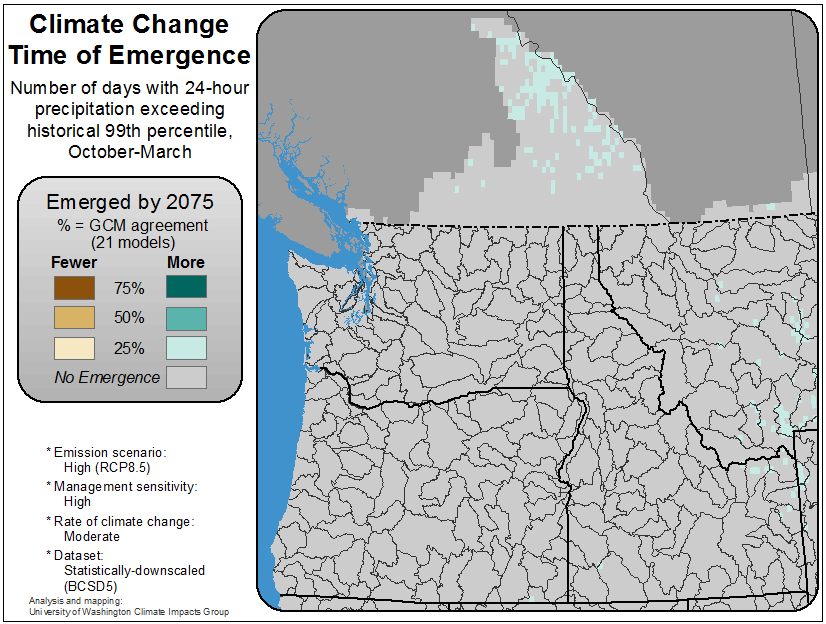 Climate Change
Time of Emergence
Number of days with 24-hour
precipitation exceeding
historical 99th percentile,
October-March
Emerged by 2075
% = GCM agreement
(21 models)
Fewer More
75%
50%
25%
No Emergence
* Emission scenario:
High (RCP8.5)
* Management sensitivity:
High
* Rate of climate change:
Moderate
* Dataset:
Statistically-downscaled
(BCSD5)
Analysis and mapping:
University of Washington Climate Impacts Group